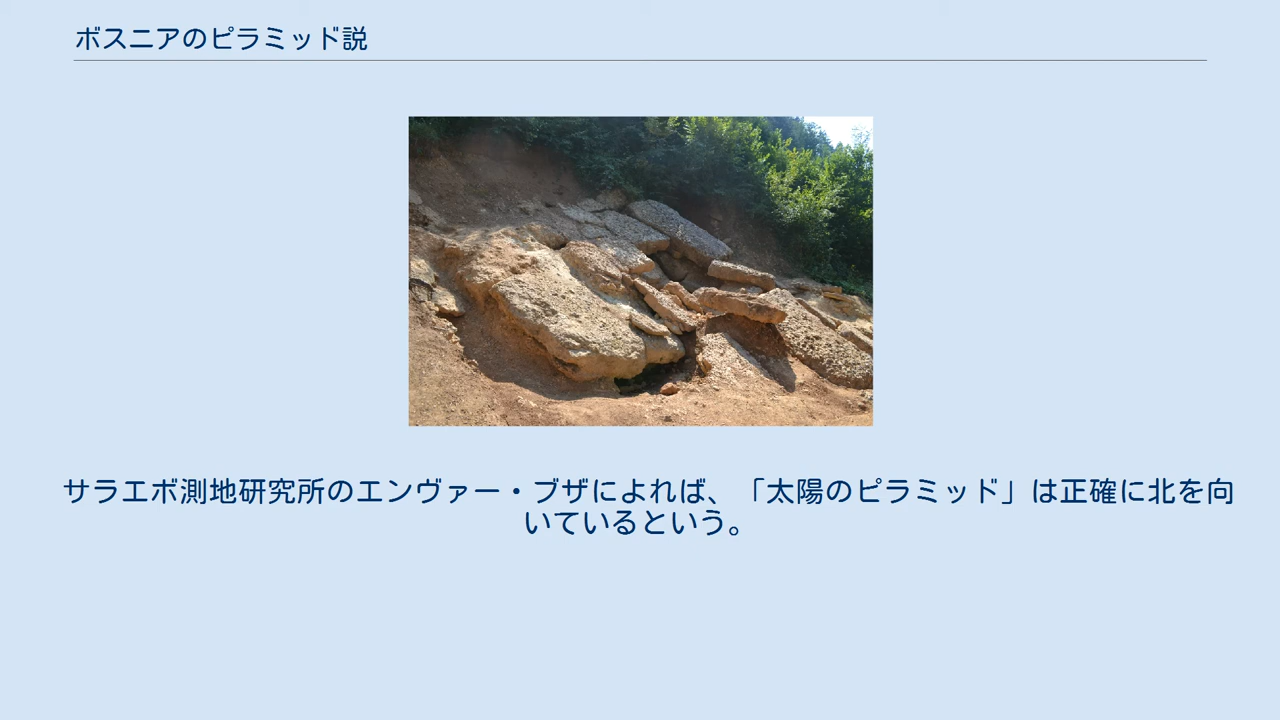 ボスニアのピラミッド説
サラエボ測地研究所のエンヴァー・ブザによれば、「太陽のピラミッド」は正確に北を向
いているという。